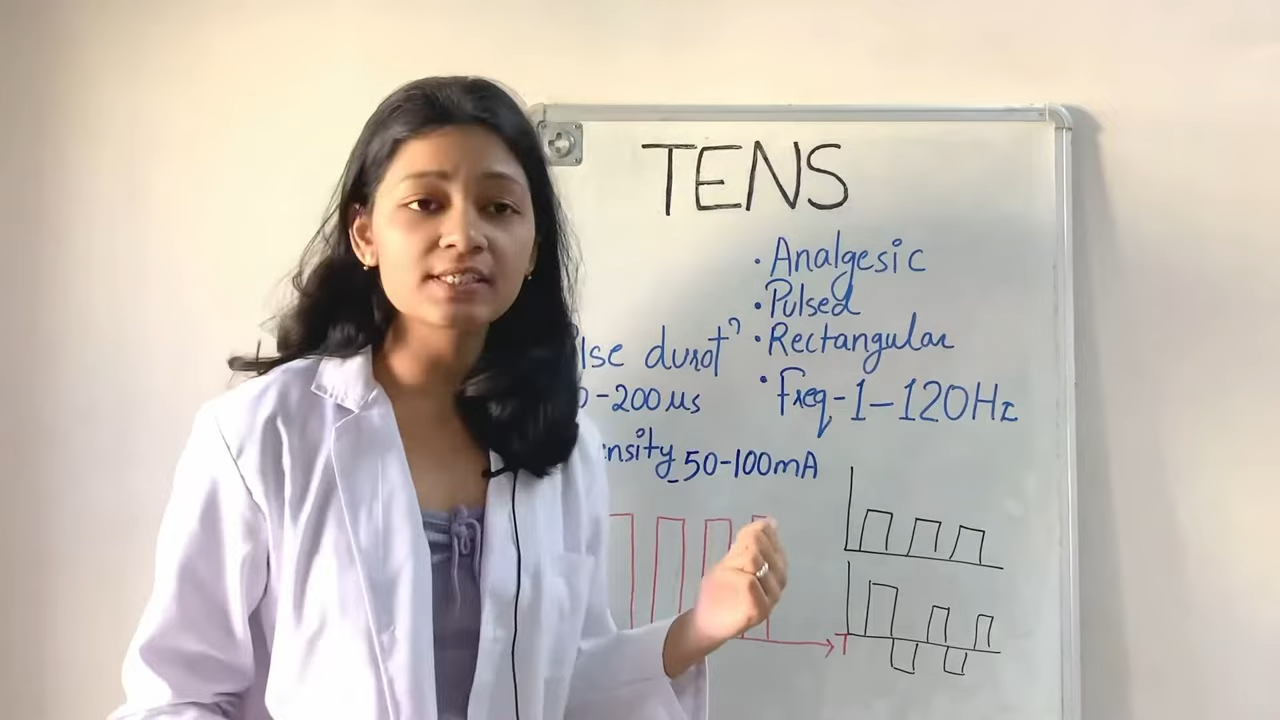 TENS
• Analgesic
• Pulsed
• Rectangular
• Freq-1-120Hz
-200 µs
50-100mA
T